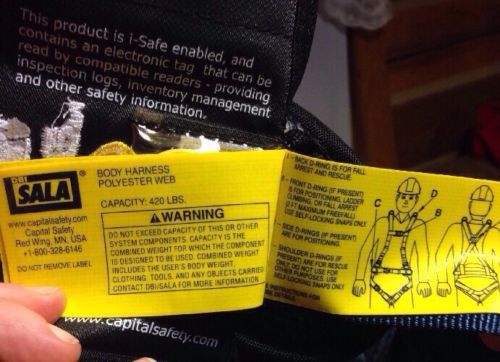 This product is i-Safe enabled, and
contains an electronic tag that can be
read by compatible readers - providing
inspection logs, inventory management
and other safety information.
DBI
SALA
www.capitalsafety.com
Capital Safety
Red Wing, MN, USA
+1-800-328-6146
DO NOT REMOVE LABEL
BODY HARNESS
POLYESTER WEB
CAPACITY: 420 LBS.
WARNING
DO NOT EXCEED CAPACITY OF THIS OR OTHER
SYSTEM COMPONENTS. CAPACITY IS THE
COMBINED WEIGHT FOR WHICH THE COMPONENT
IS DESIGNED TO BE USED. COMBINED WEIGHT
INCLUDES THE USER'S BODY WEIGHT,
CLOTHING, TOOLS, AND ANY OBJECTS CARRIED
CONTACT DBI/SALA FOR MORE INFORMATION
- BACK D-RING IS FOR FALL
ARREST AND RESCUE.
- FRONT D-RING (IF PRESENT)
IS FOR POSITIONING, LADDER
CLIMBING, OR FALL ARREST
(2 FT MAXIMUM FREEFALL)
USE SELF-LOCKING SNAPS ONLY
- SIDE D-RINGS (IF PRESENT)
ARE FOR POSITIONING.
- SHOULDER D-RINGS (IF PRESENT)
ARE FOR RESCUE
ONLY. DO NOT USE FOR
OTHER PURPOSES. USE
SELF-LOCKING SNAPS ONLY
INSTRUCTIONS FOR
DETAILS.
D
C
www.capitalsafety.com